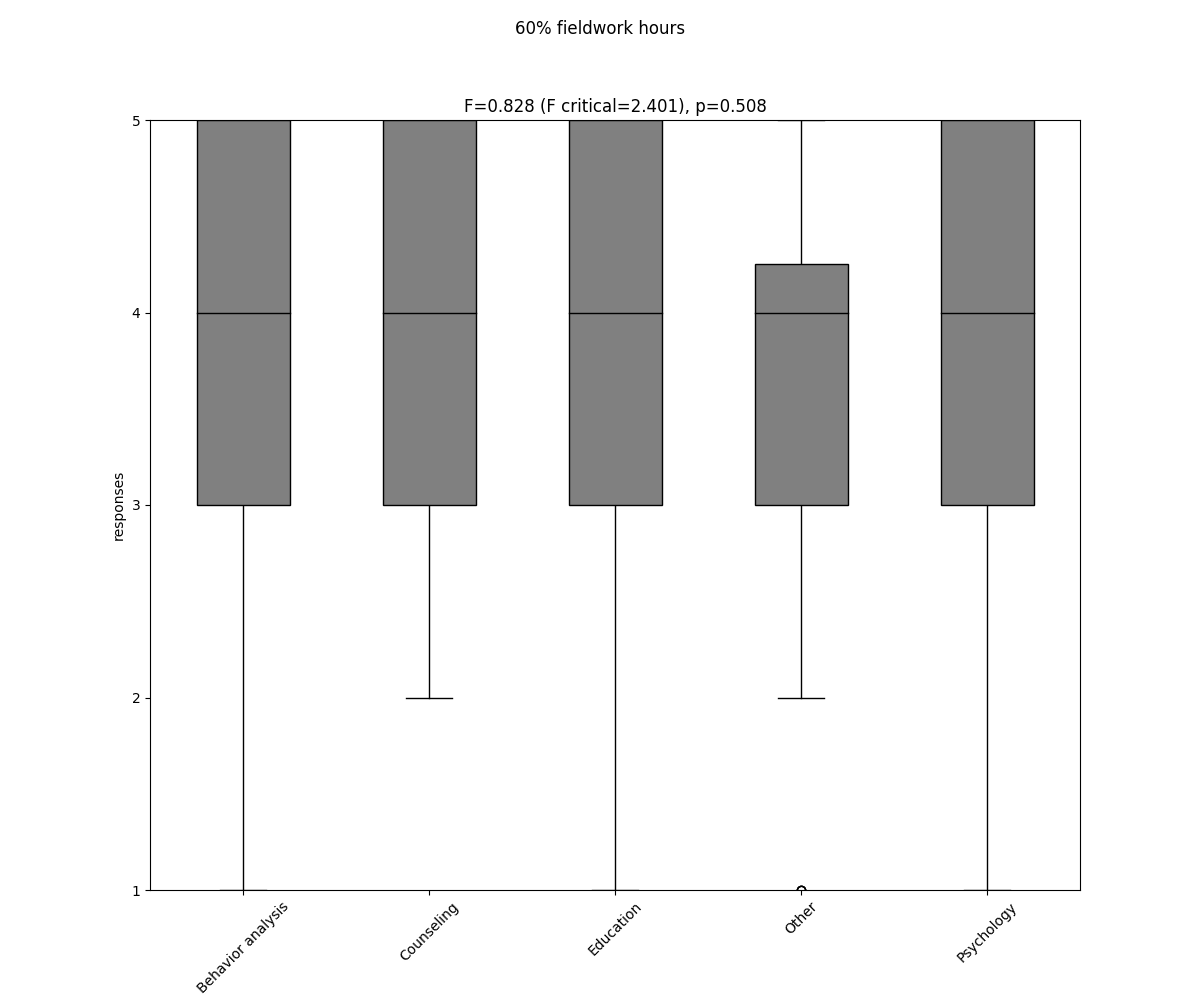 60% fieldwork hours
F=0.828 (F critical=2.401), p=0.508
responses
5
4
3
2
1
Behavior analysis
Counseling
Education
Other
Psychology